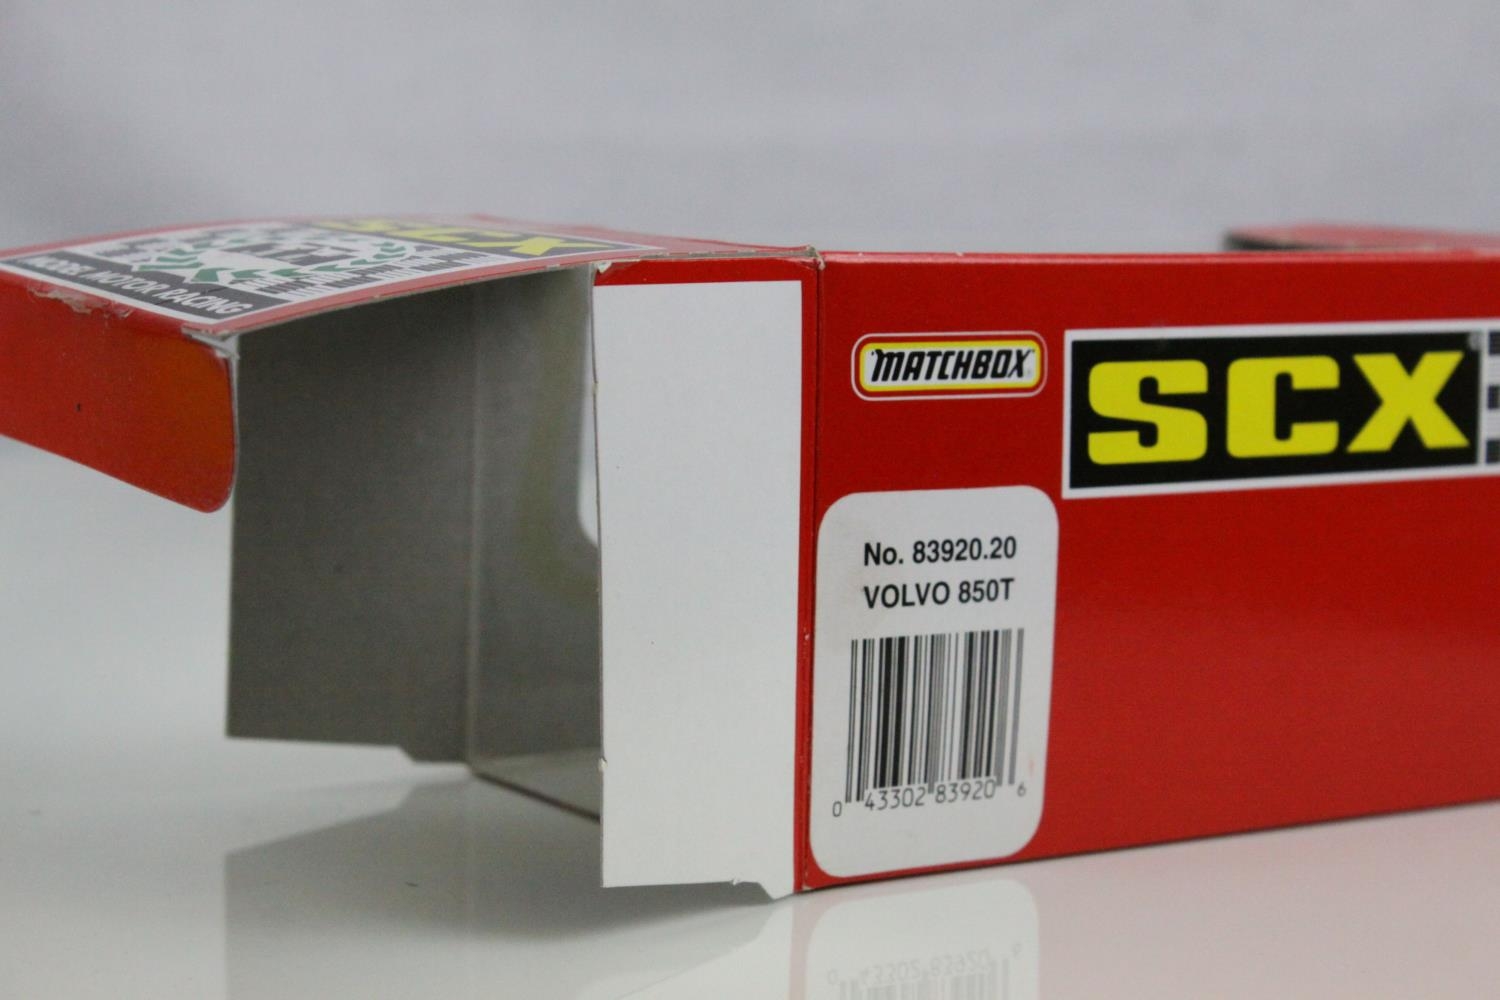 SCX
MODEL MOTOR RACING
MATCHBOX
SCX
No. 83920.20
VOLVO 850T
0 43302 83920 6